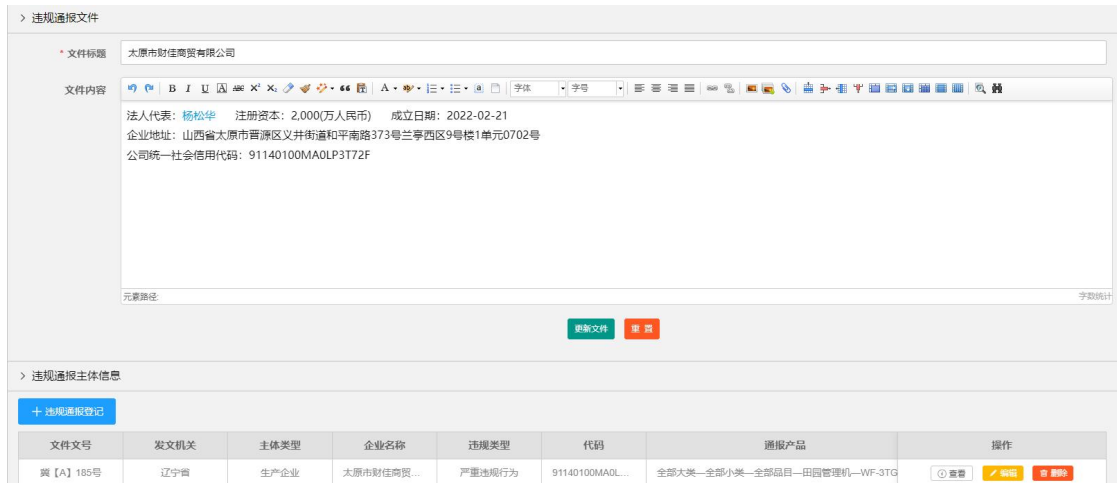 违规通报文件
* 文件标题 太原市财佳商贸有限公司
文件内容 B I U A ABC X² X₂ 66 A 字体 字号
法人代表：杨松华 注册资本：2,000(万人民币) 成立日期：2022-02-21
企业地址：山西省太原市晋源区义井街道和平南路373号兰亭西区9号楼1单元0702号
公司统一社会信用代码：91140100MA0LP3T72F
元素路径: 字数统计
更新文件 重 置
违规通报主体信息
+ 违规通报登记
文件文号 发文机关 主体类型 企业名称 违规类型 代码 通报产品 操作
冀【A】185号 辽宁省 生产企业 太原市财佳商贸... 严重违规行为 91140100MA0L... 全部大类—全部小类—全部品目—田园管理机—WF-3TG 查看 编辑 删除